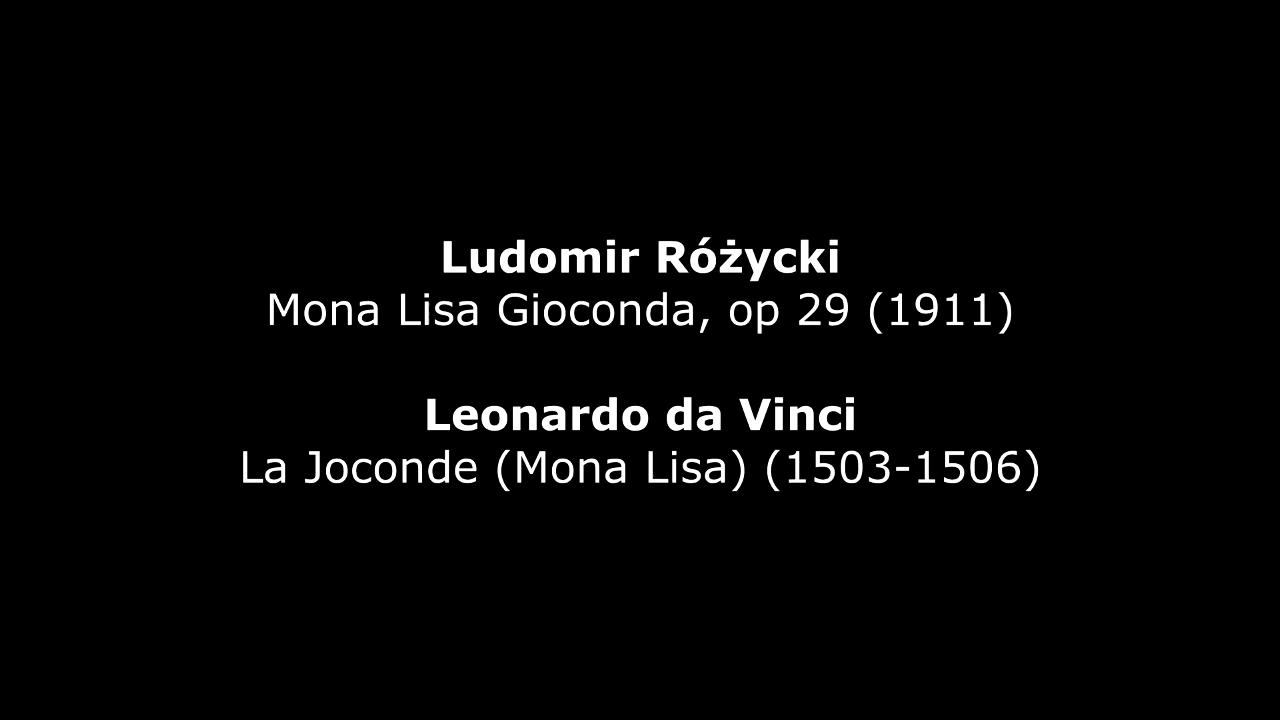 Ludomir Różycki
Mona Lisa Gioconda, op 29 (1911)
Leonardo da Vinci
La Joconde (Mona Lisa) (1503-1506)